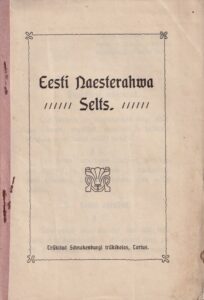 Eesti Naesterahwa
Selts.
Trükitud Schnakenburgi trükikojas, Tartus.